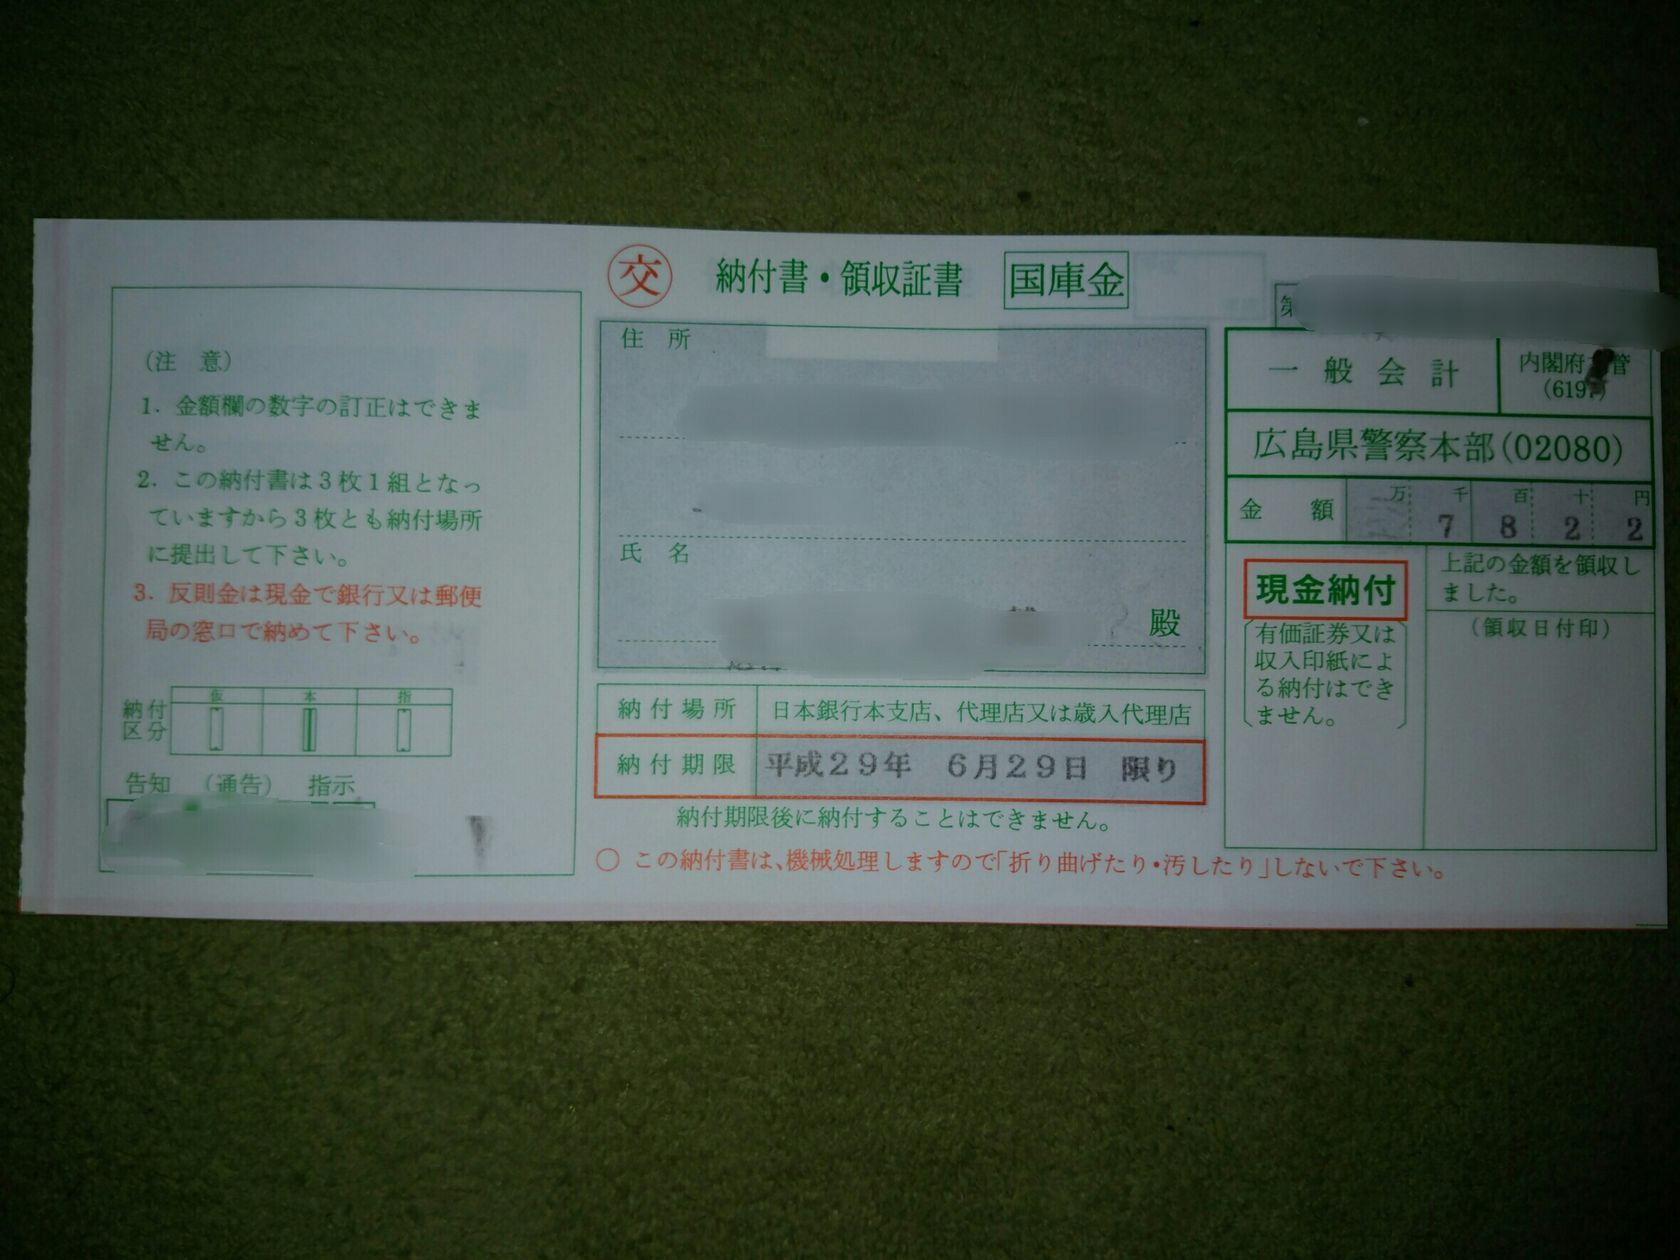 交 納付書・領収証書 国庫金
第
(注 意)
1. 金額欄の数字の訂正はできま
せん。
2. この納付書は3枚1組となっ
ていますから3枚とも納付場所
に提出して下さい。
3. 反則金は現金で銀行又は郵便
局の窓口で納めて下さい。
納付
区分
仮 本 指
告知 (通告) 指示
住 所
氏 名
殿
納付場所 日本銀行本支店、代理店又は歳入代理店
納付期限 平成29年 6月29日 限り
納付期限後に納付することはできません。
○ この納付書は、機械処理しますので「折り曲げたり・汚したり」しないで下さい。
一般会計
内閣府 管
広島県警察本部(02080)
金 額
万 千 百 十 円
7 8 2 2
現金納付
有価証券又は
収入印紙によ
る納付はでき
ません。
上記の金額を領収し
ました。
(領収日付印)